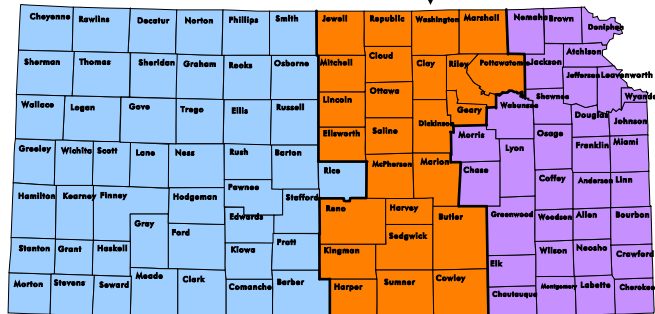 Cheyenne Rawlins Decatur Norton Phillips Smith Jewell Republic Washington Marshall Nemaha Brown Doniphan
Atchison
Sherman Thomas Sheridan Graham Rooks Osborne Mitchell Cloud Clay Riley Pottawatomie Jackson Jefferson Leavenworth
Wallace Logan Gove Trego Ellis Russell Lincoln Ottawa Geary Wabaunsee Shawnee Wyando
Ellsworth Saline Dickinson Morris Osage Douglas Johnson
Greeley Wichita Scott Lane Ness Rush Barton Rice McPherson Marion Chase Lyon Franklin Miami
Hamilton Kearney Finney Hodgeman Pawnee Stafford Coffey Anderson Linn
Gray Ford Edwards Reno Harvey Butler Greenwood Woodson Allen Bourbon
Stanton Grant Haskell Kiowa Pratt Kingman Sedgwick Elk Wilson Neosho Crawford
Morton Stevens Seward Meade Clark Comanche Barber Harper Sumner Cowley Chautauque Montgomery Labette Cherokee